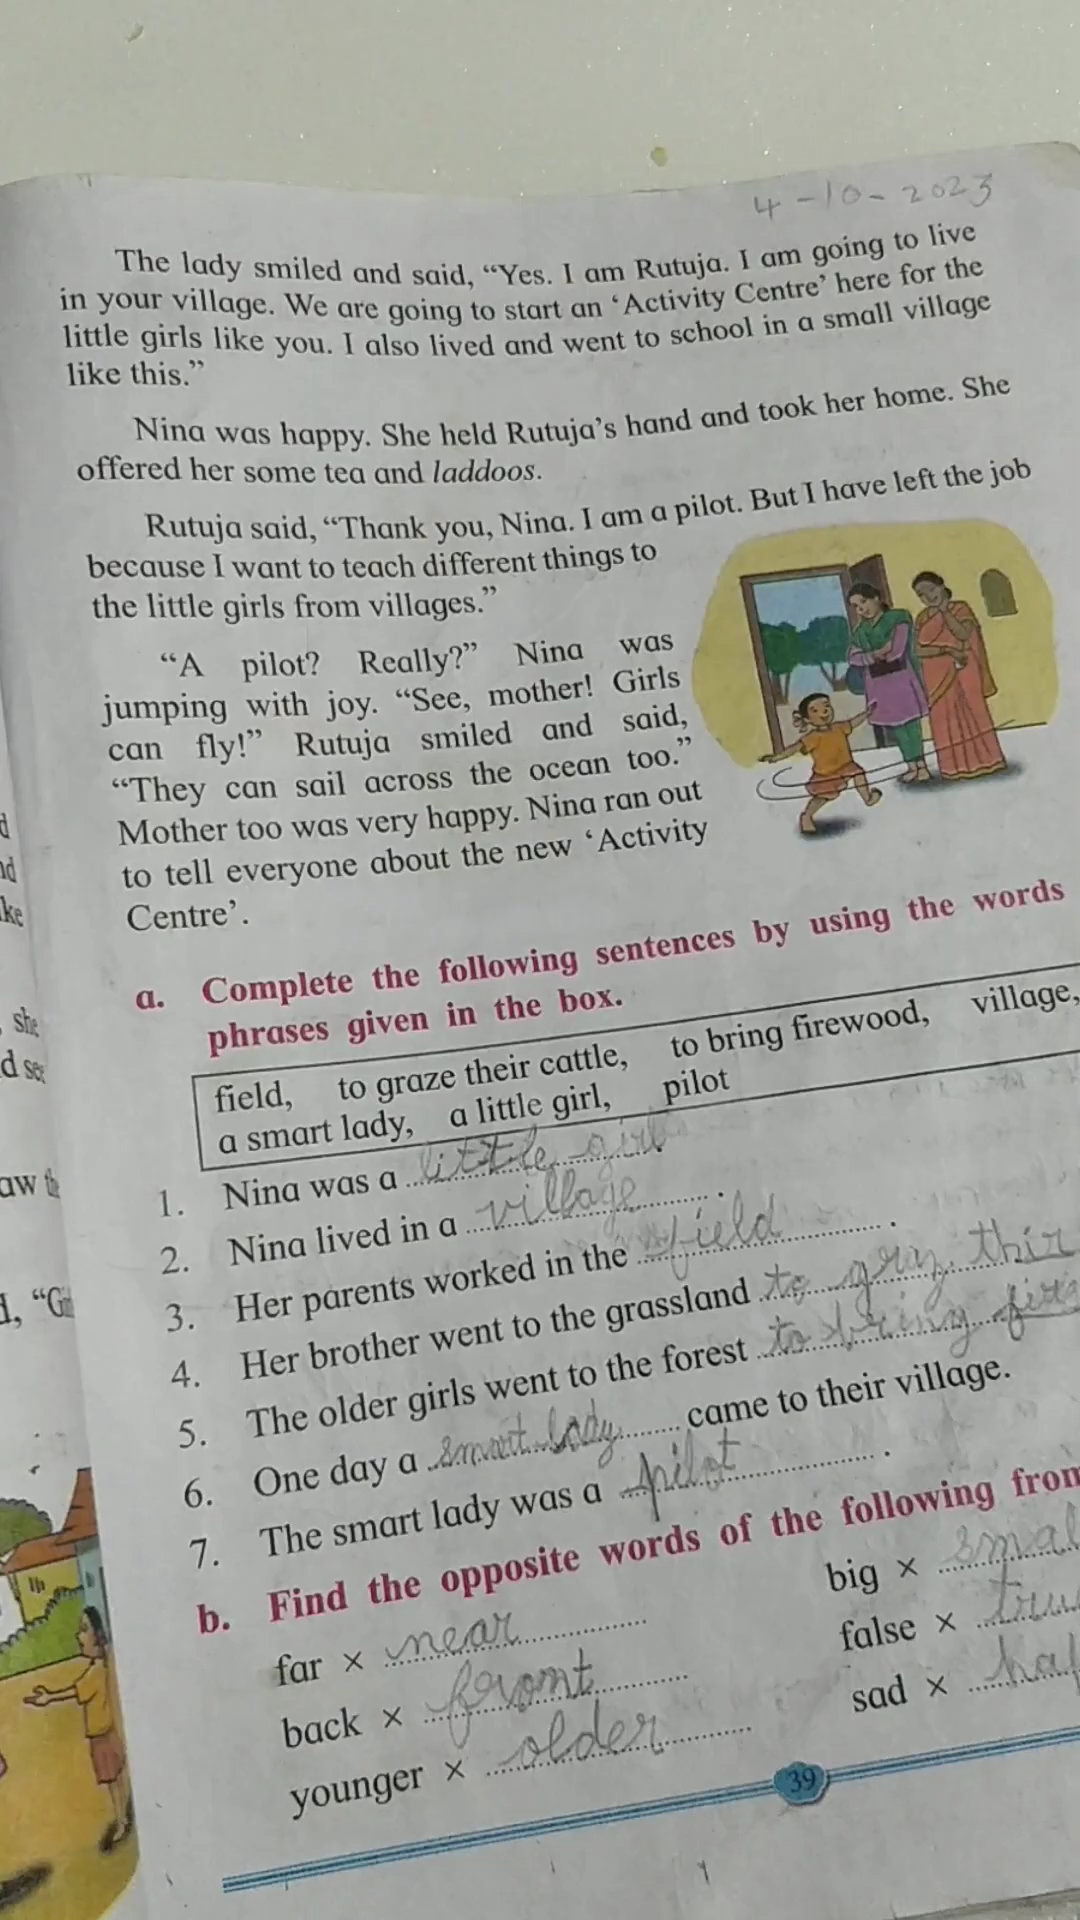 4-10-2023
The lady smiled and said, “Yes. I am Rutuja. I am going to live
in your village. We are going to start an ‘Activity Centre’ here for the
little girls like you. I also lived and went to school in a small village
like this.”
Nina was happy. She held Rutuja’s hand and took her home. She
offered her some tea and laddoos.
Rutuja said, “Thank you, Nina. I am a pilot. But I have left the job
because I want to teach different things to
the little girls from villages.”
“A pilot? Really?” Nina was
jumping with joy. “See, mother! Girls
can fly!” Rutuja smiled and said,
“They can sail across the ocean too.”
Mother too was very happy. Nina ran out
to tell everyone about the new ‘Activity
Centre’.
a. Complete the following sentences by using the words
phrases given in the box.
field, to graze their cattle, to bring firewood, village,
a smart lady, a little girl, pilot
1. Nina was a little girl
2. Nina lived in a village .
3. Her parents worked in the field .
4. Her brother went to the grassland to thir
5. The older girls went to the forest to bring fire
6. One day a smart lady came to their village.
7. The smart lady was a pilot .
b. Find the opposite words of the following from
far × near big × smal
back × front false × tru
younger × older sad × hap
39
she
ke